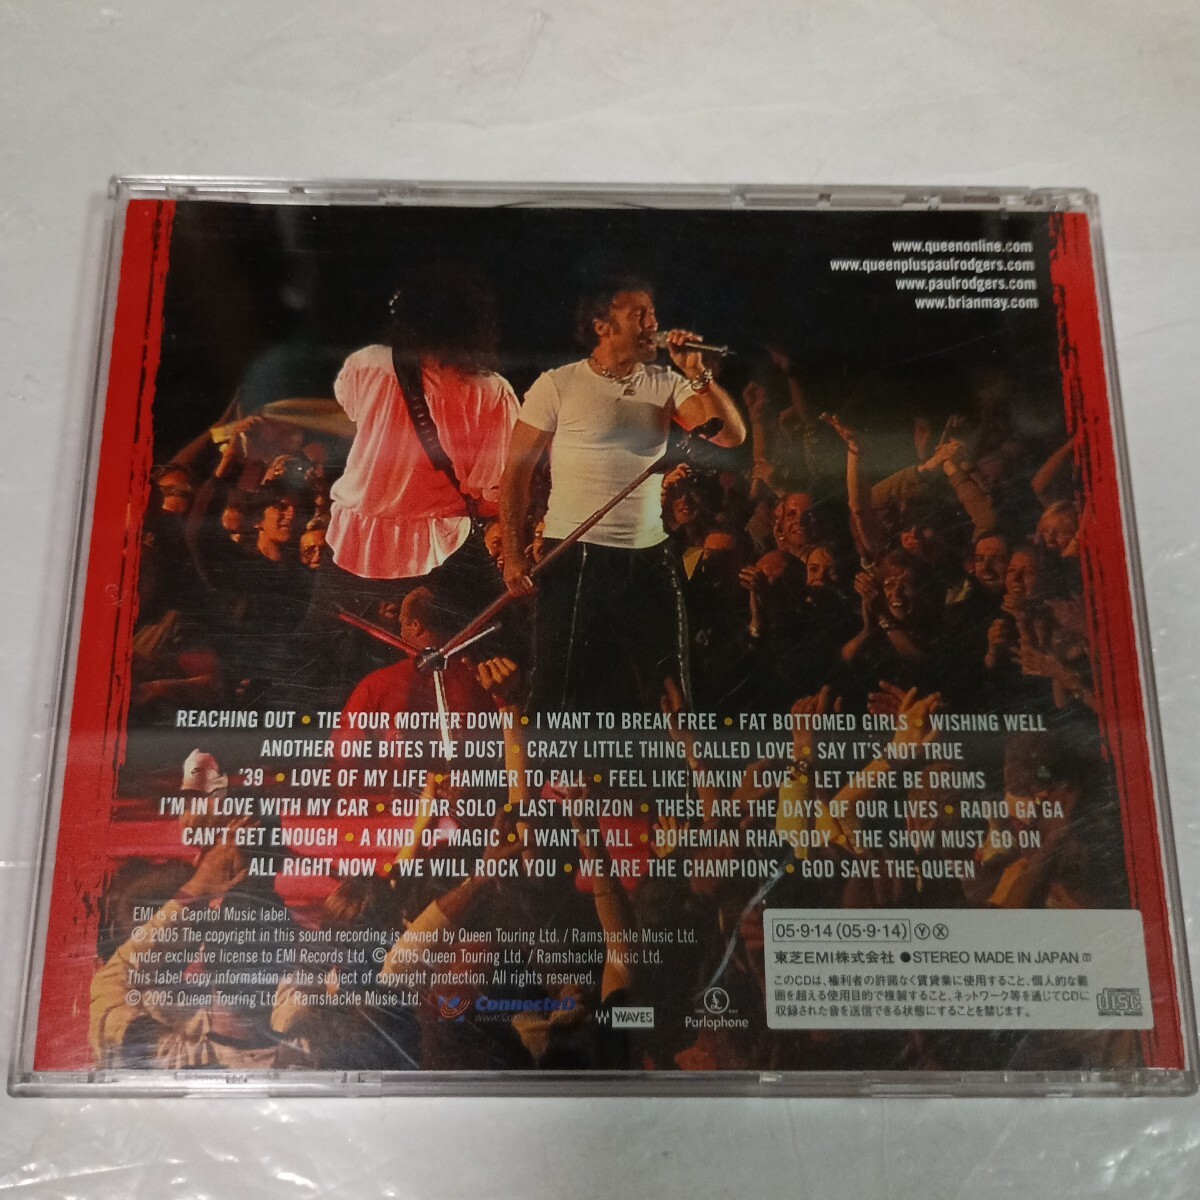 www.queenonline.com
www.queenpluspaulrodgers.com
www.paulrodgers.com
www.brianmay.com
REACHING OUT • TIE YOUR MOTHER DOWN • I WANT TO BREAK FREE • FAT BOTTOMED GIRLS • WISHING WELL
ANOTHER ONE BITES THE DUST • CRAZY LITTLE THING CALLED LOVE • SAY IT'S NOT TRUE
'39 • LOVE OF MY LIFE • HAMMER TO FALL • FEEL LIKE MAKIN' LOVE • LET THERE BE DRUMS
I'M IN LOVE WITH MY CAR • GUITAR SOLO • LAST HORIZON • THESE ARE THE DAYS OF OUR LIVES • RADIO GA GA
CAN'T GET ENOUGH • A KIND OF MAGIC • I WANT IT ALL • BOHEMIAN RHAPSODY • THE SHOW MUST GO ON
ALL RIGHT NOW • WE WILL ROCK YOU • WE ARE THE CHAMPIONS • GOD SAVE THE QUEEN
EMI is a Capitol Music label.
℗ 2005 The copyright in this sound recording is owned by Queen Touring Ltd. / Ramshackle Music Ltd.
under exclusive license to EMI Records Ltd. © 2005 Queen Touring Ltd. / Ramshackle Music Ltd.
This label copy information is the subject of copyright protection. All rights reserved.
© 2005 Queen Touring Ltd. / Ramshackle Music Ltd.
Connected
WAVES
Parlophone
05・9・14 (05・9・14) Ⓨ Ⓧ
東芝EMI株式会社 ●STEREO MADE IN JAPAN
このCDは、権利者の許諾なく賃貸業に使用すること、個人的な範
囲を超える使用目的で複製すること、ネットワーク等を通じてCDに
収録された音を送信できる状態にすることを禁じます。
disc
DIGITAL AUDIO